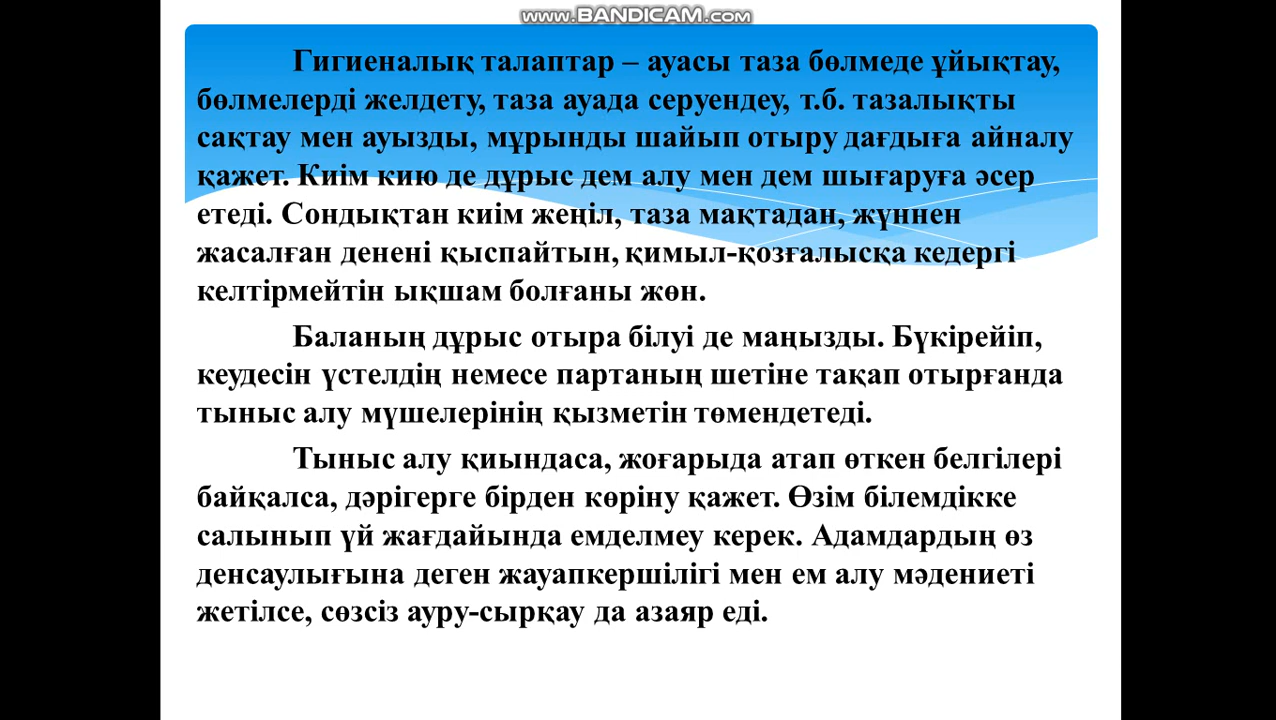 www.BANDICAM.com
Гигиеналық талаптар – ауасы таза бөлмеде ұйықтау,
бөлмелерді желдету, таза ауада серуендеу, т.б. тазалықты
сақтау мен ауызды, мұрынды шайып отыру дағдыға айналу
қажет. Киім кию де дұрыс дем алу мен дем шығаруға әсер
етеді. Сондықтан киім жеңіл, таза мақтадан, жүннен
жасалған денені қыспайтын, қимыл-қозғалысқа кедергі
келтірмейтін ықшам болғаны жөн.
Баланың дұрыс отыра білуі де маңызды. Бүкірейіп,
кеудесін үстелдің немесе партаның шетіне тақап отырғанда
тыныс алу мүшелерінің қызметін төмендетеді.
Тыныс алу қиындаса, жоғарыда атап өткен белгілері
байқалса, дәрігерге бірден көріну қажет. Өзім білемдікке
салынып үй жағдайында емделмеу керек. Адамдардың өз
денсаулығына деген жауапкершілігі мен ем алу мәдениеті
жетілсе, сөзсіз ауру-сырқау да азаяр еді.